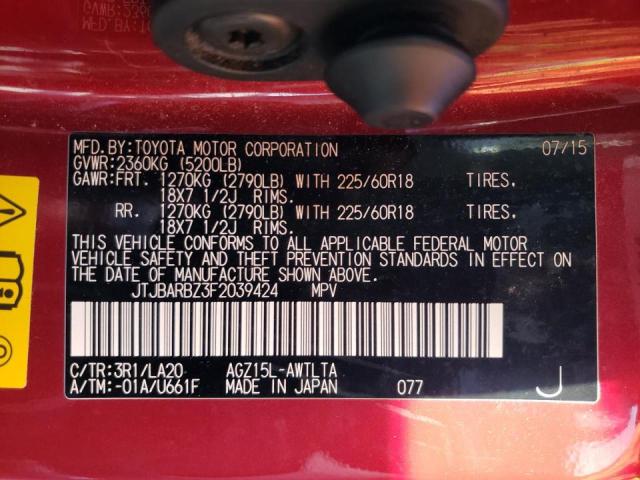 MFD.BY:TOYOTA MOTOR CORPORATION 07/15
GVWR:2360KG (5200LB)
GAWR:FRT. 1270KG (2790LB) WITH 225/60R18 TIRES,
18X7 1/2J RIMS.
RR. 1270KG (2790LB) WITH 225/60R18 TIRES,
18X7 1/2J RIMS.
THIS VEHICLE CONFORMS TO ALL APPLICABLE FEDERAL MOTOR
VEHICLE SAFETY AND THEFT PREVENTION STANDARDS IN EFFECT ON
THE DATE OF MANUFACTURE SHOWN ABOVE.
JTJBARBZ3F2039424 MPV
C/TR:3R1/LA20 AGZ15L-AWTLTA
A/TM:-01A/U661F MADE IN JAPAN 077 J